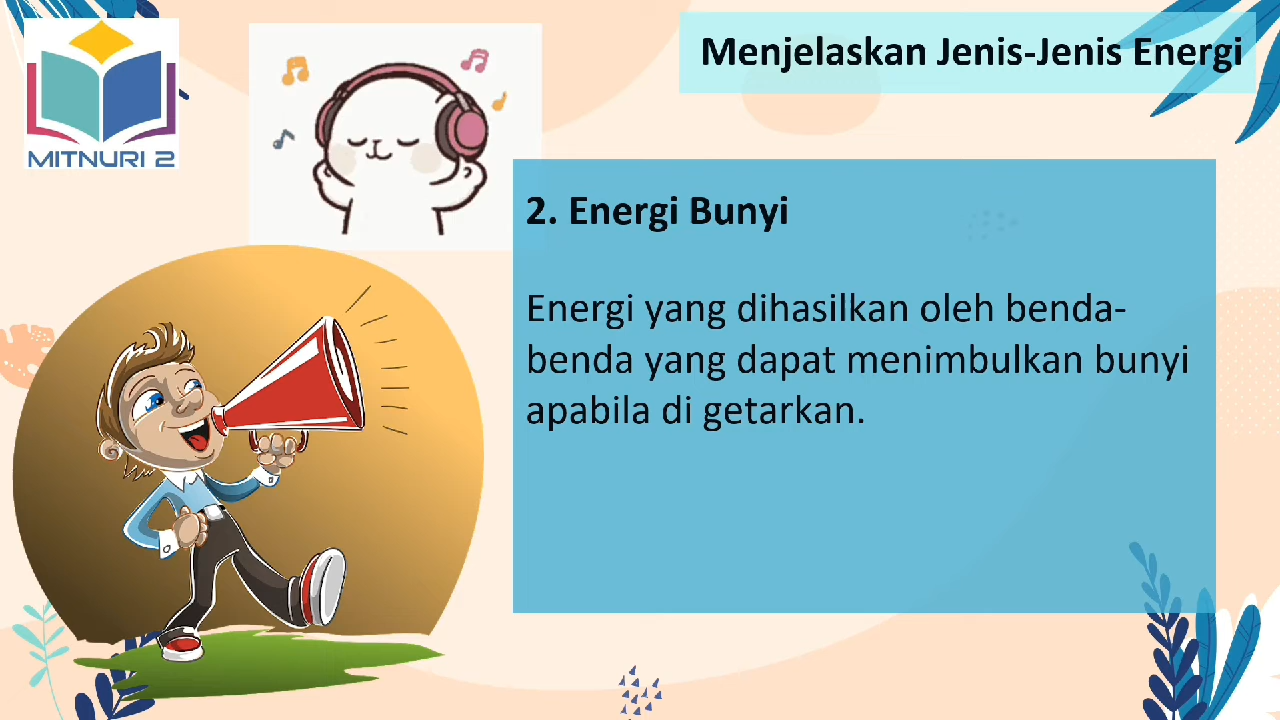 MITNURI 2
Menjelaskan Jenis-Jenis Energi
2. Energi Bunyi
Energi yang dihasilkan oleh benda-
benda yang dapat menimbulkan bunyi
apabila di getarkan.